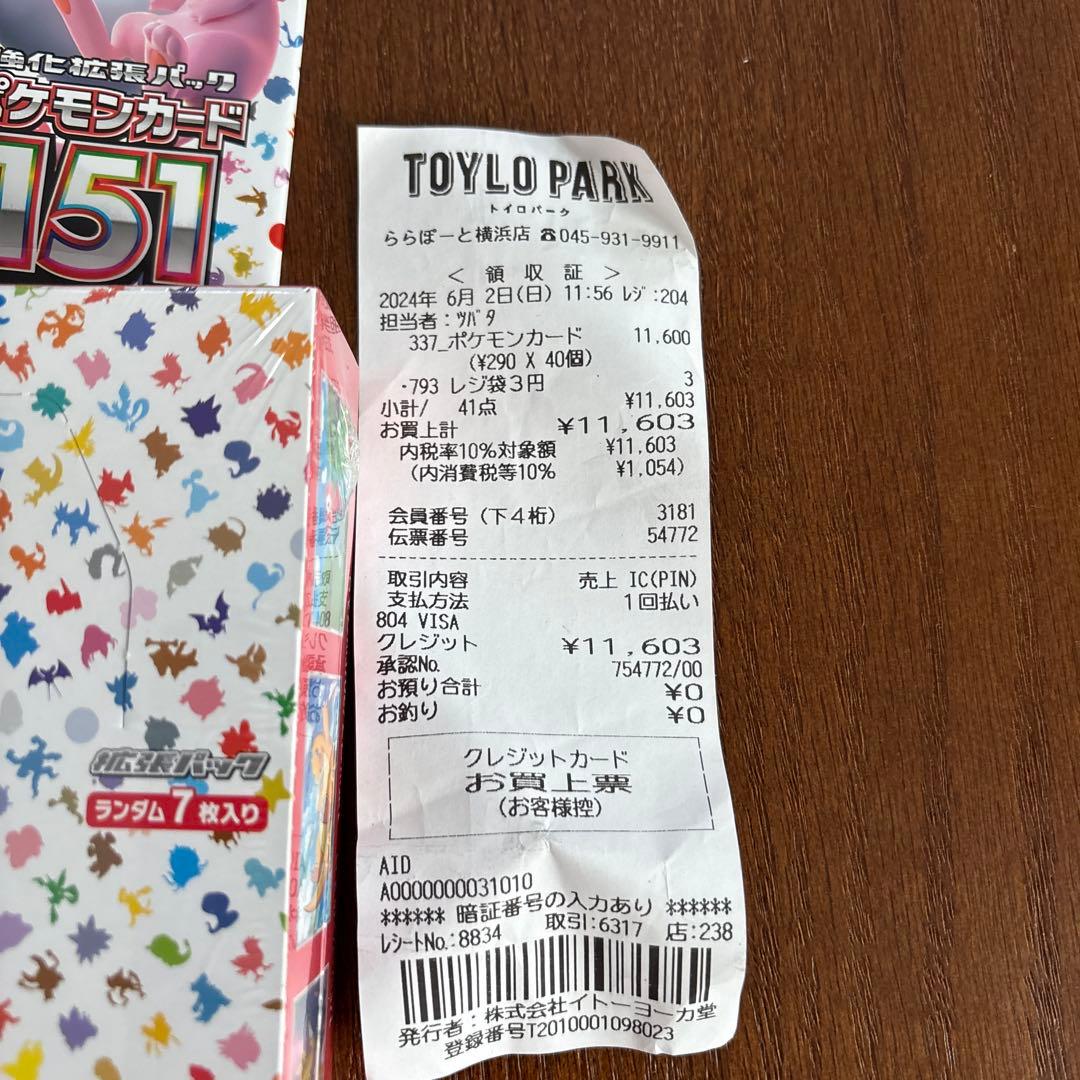 強化拡張パック
ポケモンカード
151
拡張パック
ランダム7枚入り
TOYLO PARK
トイロパーク
ららぽーと横浜店 ☎045-931-9911
< 領 収 証 >
2024年 6月 2日(日) 11:56 ﾚｼﾞ:204
担当者:ﾂﾊﾞﾀ
337_ポケモンカード 11,600
(¥290 X 40個)
･793 レジ袋3円 3
小計/ 41点 ¥11,603
お買上計 ¥11,603
内税率10%対象額 ¥11,603
(内消費税等10% ¥1,054)
会員番号(下4桁) 3181
伝票番号 54772
取引内容 売上 IC(PIN)
支払方法 1回払い
804 VISA
クレジット ¥11,603
承認No. 754772/00
お預り合計 ¥0
お釣り ¥0
クレジットカード
お買上票
(お客様控)
AID
A0000000031010
****** 暗証番号の入力あり ******
ﾚｼｰﾄNo.:8834 取引:6317 店:238
発行者:株式会社イトーヨーカ堂
登録番号T2010001098023